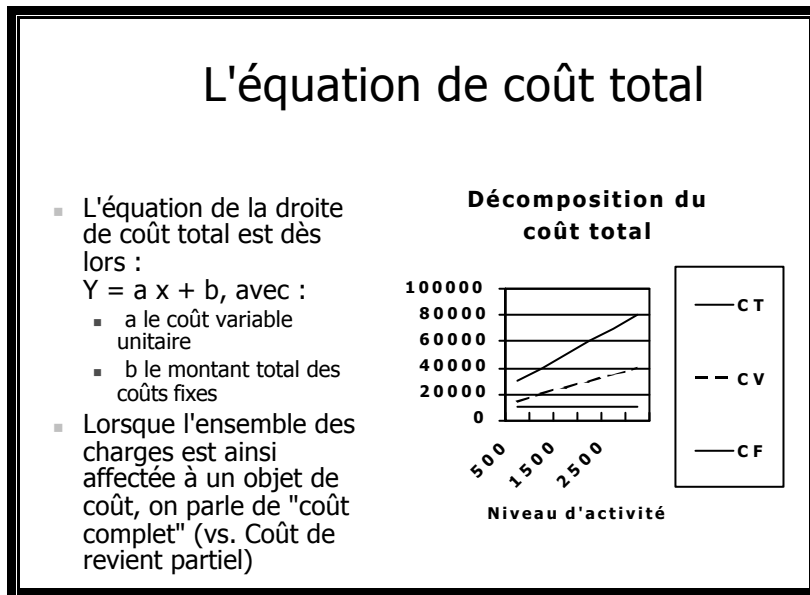 L'équation de coût total
L'équation de la droite
de coût total est dès
lors :
Y = a x + b, avec :
a le coût variable
unitaire
b le montant total des
coûts fixes
Lorsque l'ensemble des
charges est ainsi
affectée à un objet de
coût, on parle de "coût
complet" (vs. Coût de
revient partiel)
Décomposition du
coût total
100000
80000
60000
40000
20000
0
500
1500
2500
Niveau d'activité
CT
CV
CF